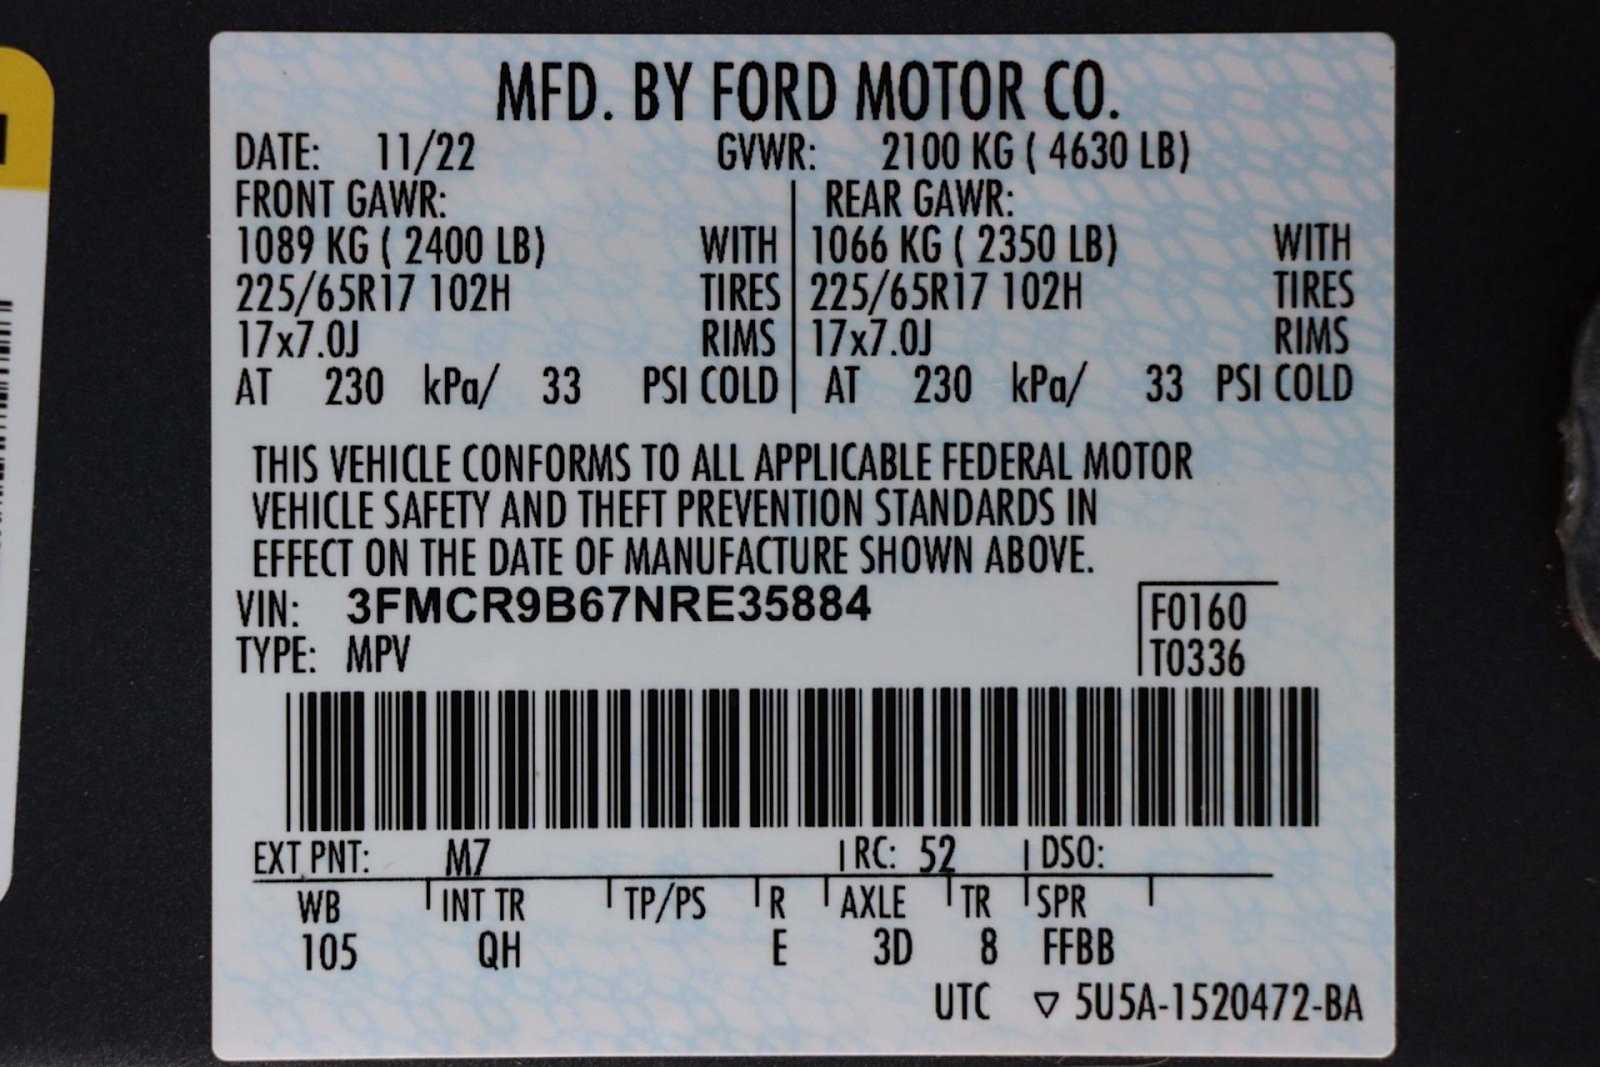 MFD. BY FORD MOTOR CO.
DATE: 11/22 GVWR: 2100 KG ( 4630 LB)
FRONT GAWR: REAR GAWR:
1089 KG ( 2400 LB) WITH 1066 KG ( 2350 LB) WITH
225/65R17 102H TIRES 225/65R17 102H TIRES
17x7.0J RIMS 17x7.0J RIMS
AT 230 kPa/ 33 PSI COLD AT 230 kPa/ 33 PSI COLD
THIS VEHICLE CONFORMS TO ALL APPLICABLE FEDERAL MOTOR
VEHICLE SAFETY AND THEFT PREVENTION STANDARDS IN
EFFECT ON THE DATE OF MANUFACTURE SHOWN ABOVE.
VIN: 3FMCR9B67NRE35884 F0160
TYPE: MPV T0336
EXT PNT: M7 RC: 52 DSO:
WB INT TR TP/PS R AXLE TR SPR
105 QH E 3D 8 FFBB
UTC ▽ 5U5A-1520472-BA